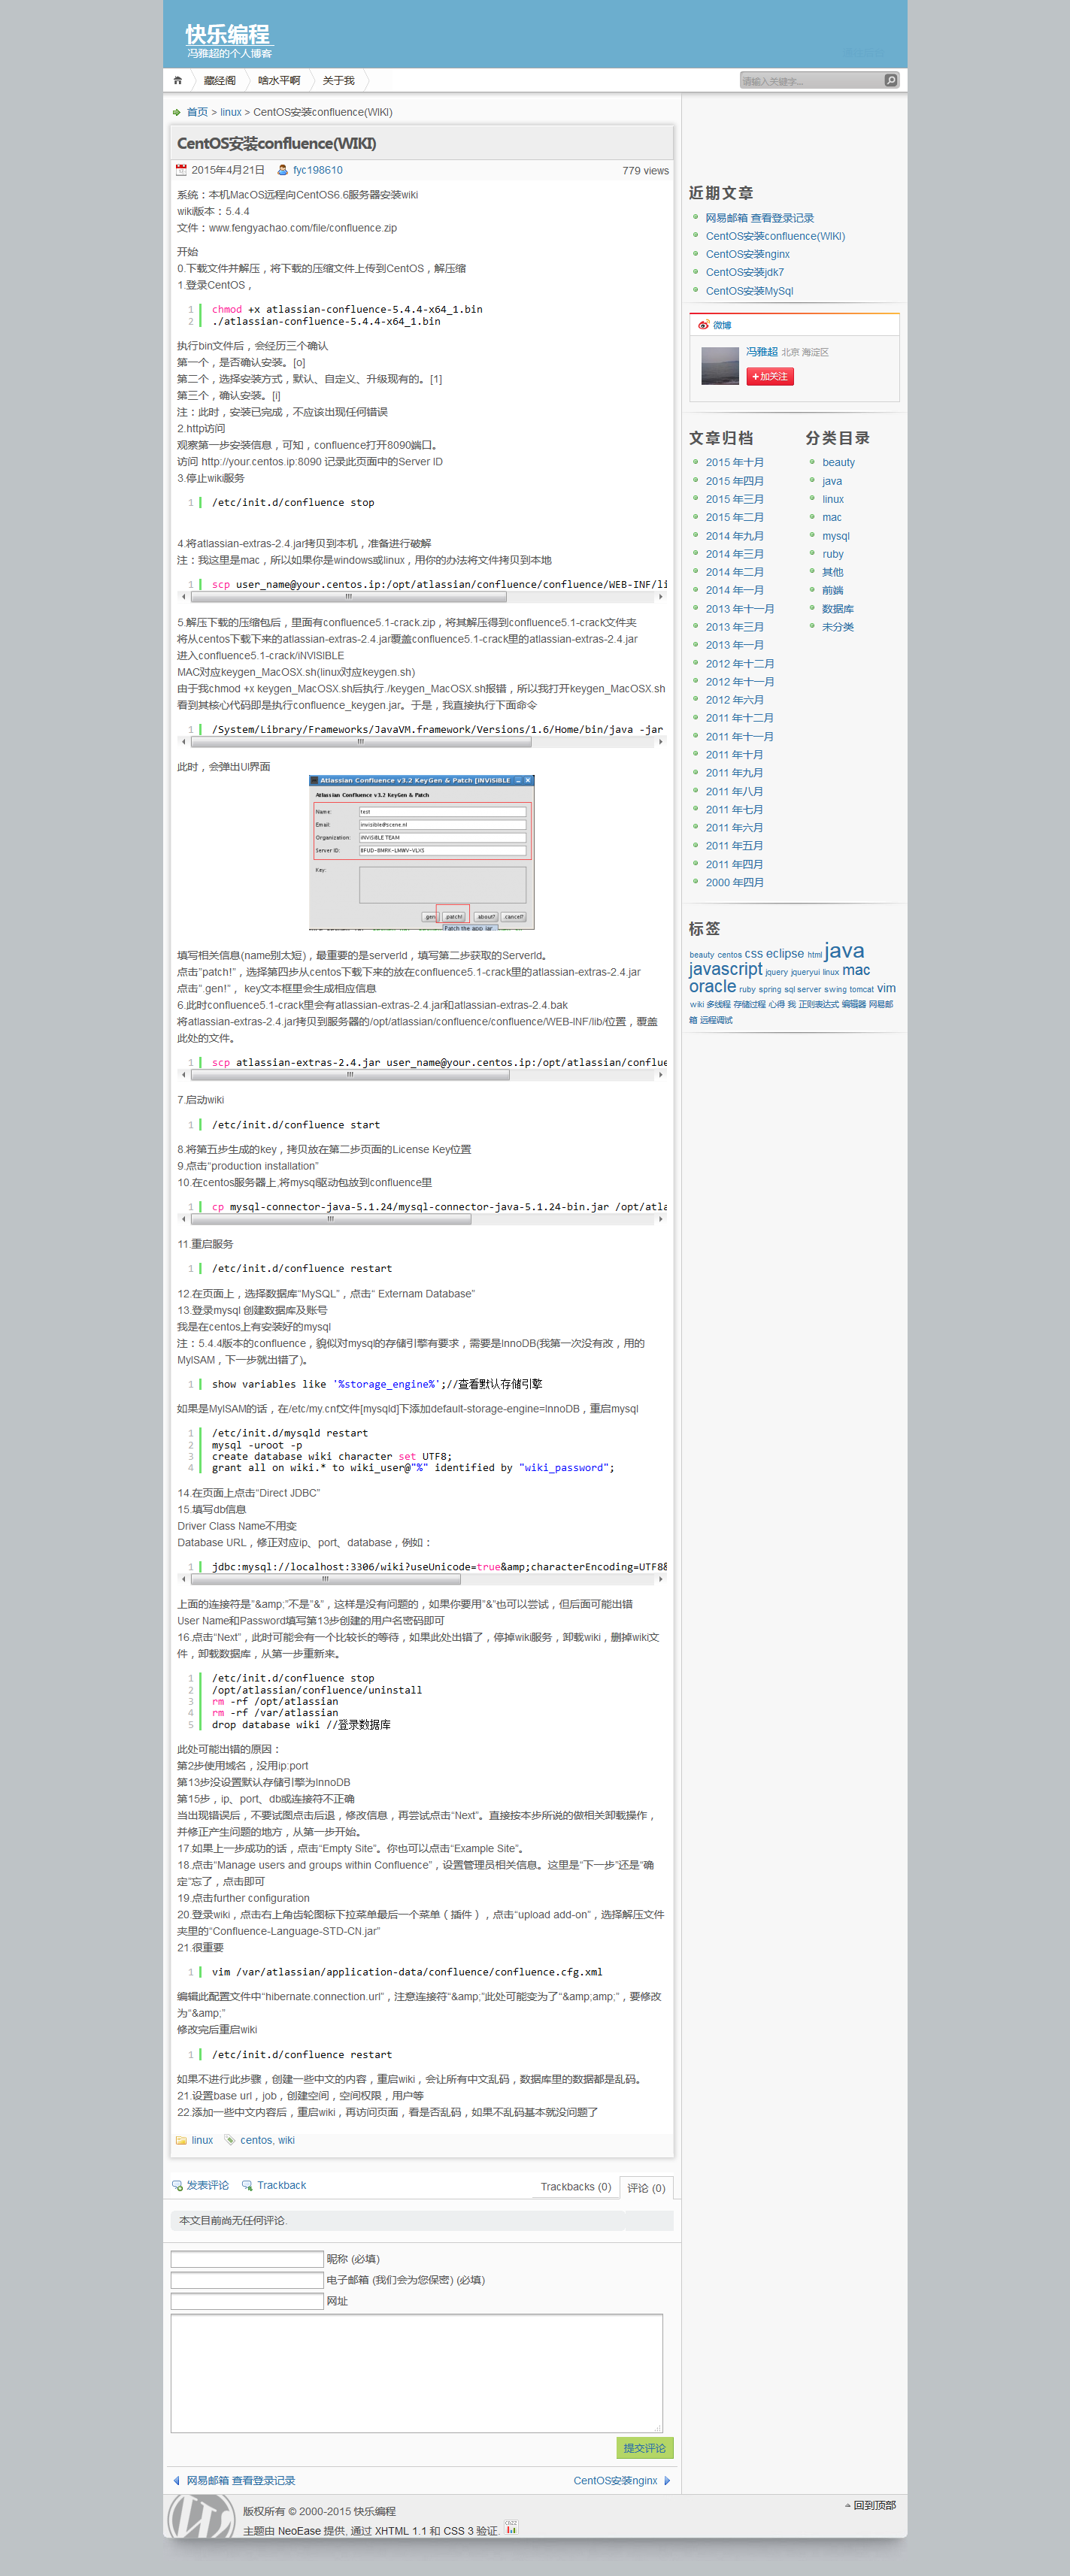 快乐编程
冯雅超的个人博客
藏经阁
啥水平啊
关于我
请输入关键字...
首页 > linux > CentOS安装confluence(WIKI)
CentOS安装confluence(WIKI)
2015年4月21日 fyc198610 779 views
系统：本机MacOS远程向CentOS6.6服务器安装wiki
wiki版本：5.4.4
文件：www.fengyachao.com/file/confluence.zip
开始
0.下载文件并解压，将下载的压缩文件上传到CentOS，解压缩
1.登录CentOS，
1 chmod +x atlassian-confluence-5.4.4-x64_1.bin
2 ./atlassian-confluence-5.4.4-x64_1.bin
执行bin文件后，会经历三个确认
第一个，是否确认安装。[o]
第二个，选择安装方式，默认、自定义、升级现有的。[1]
第三个，确认安装。[i]
注：此时，安装已完成，不应该出现任何错误
2.http访问
观察第一步安装信息，可知，confluence打开8090端口。
访问 http://your.centos.ip:8090 记录此页面中的Server ID
3.停止wiki服务
1 /etc/init.d/confluence stop
4.将atlassian-extras-2.4.jar拷贝到本机，准备进行破解
注：我这里是mac，所以如果你是windows或linux，用你的办法将文件拷贝到本地
1 scp user_name@your.centos.ip:/opt/atlassian/confluence/confluence/WEB-INF/li
5.解压下载的压缩包后，里面有confluence5.1-crack.zip，将其解压得到confluence5.1-crack文件夹
将从centos下载下来的atlassian-extras-2.4.jar覆盖confluence5.1-crack里的atlassian-extras-2.4.jar
进入confluence5.1-crack/iNViSiBLE
MAC对应keygen_MacOSX.sh(linux对应keygen.sh)
由于我chmod +x keygen_MacOSX.sh后执行./keygen_MacOSX.sh报错，所以我打开keygen_MacOSX.sh
看到其核心代码即是执行confluence_keygen.jar。于是，我直接执行下面命令
1 /System/Library/Frameworks/JavaVM.framework/Versions/1.6/Home/bin/java -jar
此时，会弹出UI界面
Atlassian Confluence v3.2 KeyGen & Patch [iNViSiBLE
Atlassian Confluence v3.2 KeyGen & Patch
Name: test
Email: invisible@scene.nl
Organization: iNViSiBLE TEAM
Server ID: BFUD-BMRX-LMWV-VLXS
Key:
.gen! .patch! about? cancel?
Patch the app jar
填写相关信息(name别太短)，最重要的是serverId，填写第二步获取的ServerId。
点击”patch!”，选择第四步从centos下载下来的放在confluence5.1-crack里的atlassian-extras-2.4.jar
点击”.gen!”， key文本框里会生成相应信息
6.此时confluence5.1-crack里会有atlassian-extras-2.4.jar和atlassian-extras-2.4.bak
将atlassian-extras-2.4.jar拷贝到服务器的/opt/atlassian/confluence/confluence/WEB-INF/lib/位置，覆盖
此处的文件。
1 scp atlassian-extras-2.4.jar user_name@your.centos.ip:/opt/atlassian/conflue
7.启动wiki
1 /etc/init.d/confluence start
8.将第五步生成的key，拷贝放在第二步页面的License Key位置
9.点击“production installation”
10.在centos服务器上,将mysql驱动包放到confluence里
1 cp mysql-connector-java-5.1.24/mysql-connector-java-5.1.24-bin.jar /opt/atla
11.重启服务
1 /etc/init.d/confluence restart
12.在页面上，选择数据库“MySQL”，点击“ Externam Database”
13.登录mysql 创建数据库及账号
我是在centos上有安装好的mysql
注：5.4.4版本的confluence，貌似对mysql的存储引擎有要求，需要是InnoDB(我第一次没有改，用的
MyISAM，下一步就出错了)。
1 show variables like '%storage_engine%';//查看默认存储引擎
如果是MyISAM的话，在/etc/my.cnf文件[mysqld]下添加default-storage-engine=InnoDB，重启mysql
1 /etc/init.d/mysqld restart
2 mysql -uroot -p
3 create database wiki character set UTF8;
4 grant all on wiki.* to wiki_user@"%" identified by "wiki_password";
14.在页面上点击“Direct JDBC”
15.填写db信息
Driver Class Name不用变
Database URL，修正对应ip、port、database，例如：
1 jdbc:mysql://localhost:3306/wiki?useUnicode=true&amp;characterEncoding=UTF8&
上面的连接符是”&amp;”不是”&”，这样是没有问题的，如果你要用”&”也可以尝试，但后面可能出错
User Name和Password填写第13步创建的用户名密码即可
16.点击“Next”，此时可能会有一个比较长的等待，如果此处出错了，停掉wiki服务，卸载wiki，删掉wiki文
件，卸载数据库，从第一步重新来。
1 /etc/init.d/confluence stop
2 /opt/atlassian/confluence/uninstall
3 rm -rf /opt/atlassian
4 rm -rf /var/atlassian
5 drop database wiki //登录数据库
此处可能出错的原因：
第2步使用域名，没用ip:port
第13步没设置默认存储引擎为InnoDB
第15步，ip、port、db或连接符不正确
当出现错误后，不要试图点击后退，修改信息，再尝试点击“Next”。直接按本步所说的做相关卸载操作，
并修正产生问题的地方，从第一步开始。
17.如果上一步成功的话，点击“Empty Site”。你也可以点击“Example Site”。
18.点击“Manage users and groups within Confluence”，设置管理员相关信息。这里是“下一步”还是“确
定”忘了，点击即可
19.点击further configuration
20.登录wiki，点击右上角齿轮图标下拉菜单最后一个菜单（插件），点击“upload add-on”，选择解压文件
夹里的“Confluence-Language-STD-CN.jar”
21.很重要
1 vim /var/atlassian/application-data/confluence/confluence.cfg.xml
编辑此配置文件中“hibernate.connection.url”，注意连接符“&amp;”此处可能变为了“&amp;amp;”，要修改
为“&amp;”
修改完后重启wiki
1 /etc/init.d/confluence restart
如果不进行此步骤，创建一些中文的内容，重启wiki，会让所有中文乱码，数据库里的数据都是乱码。
21.设置base url，job，创建空间，空间权限，用户等
22.添加一些中文内容后，重启wiki，再访问页面，看是否乱码，如果不乱码基本就没问题了
linux centos, wiki
发表评论 Trackback Trackbacks (0) 评论 (0)
本文目前尚无任何评论.
昵称 (必填)
电子邮箱 (我们会为您保密) (必填)
网址
提交评论
网易邮箱 查看登录记录 CentOS安装nginx
近期文章
网易邮箱 查看登录记录
CentOS安装confluence(WIKI)
CentOS安装nginx
CentOS安装jdk7
CentOS安装MySql
微博
冯雅超 北京 海淀区
+加关注
文章归档
2015 年十月
2015 年四月
2015 年三月
2015 年二月
2014 年九月
2014 年三月
2014 年二月
2014 年一月
2013 年十一月
2013 年三月
2013 年一月
2012 年十二月
2012 年十一月
2012 年六月
2011 年十二月
2011 年十一月
2011 年十月
2011 年九月
2011 年八月
2011 年七月
2011 年六月
2011 年五月
2011 年四月
2000 年四月
分类目录
beauty
java
linux
mac
mysql
ruby
其他
前端
数据库
未分类
标签
beauty centos css eclipse html java
javascript jquery jqueryui linux mac
oracle ruby spring sql server swing tomcat vim
wiki 多线程 存储过程 心得 我 正则表达式 编辑器 网易邮
箱 远程调试
版权所有 © 2000-2015 快乐编程
主题由 NeoEase 提供, 通过 XHTML 1.1 和 CSS 3 验证.
回到顶部